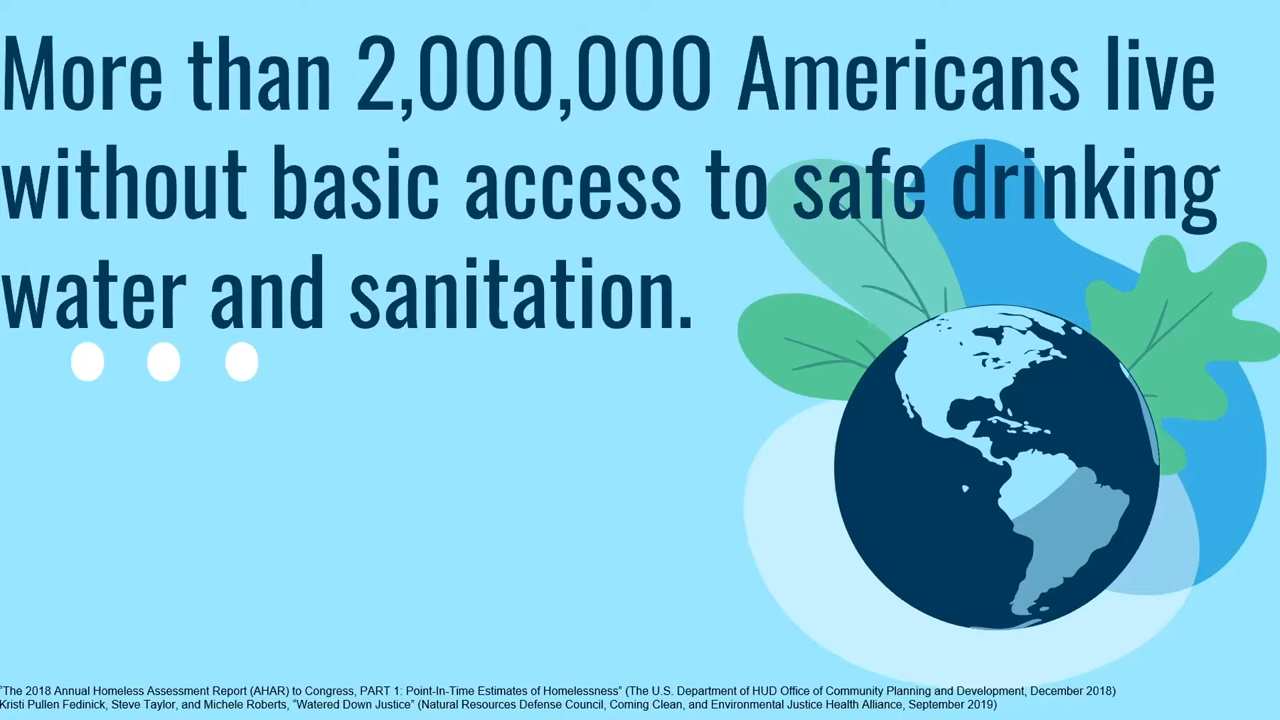 More than 2,000,000 Americans live
without basic access to safe drinking
water and sanitation.
"The 2018 Annual Homeless Assessment Report (AHAR) to Congress, PART 1: Point-In-Time Estimates of Homelessness" (The U.S. Department of HUD Office of Community Planning and Development, December 2018)
Kristi Pullen Fedinick, Steve Taylor, and Michele Roberts, "Watered Down Justice" (Natural Resources Defense Council, Coming Clean, and Environmental Justice Health Alliance, September 2019)